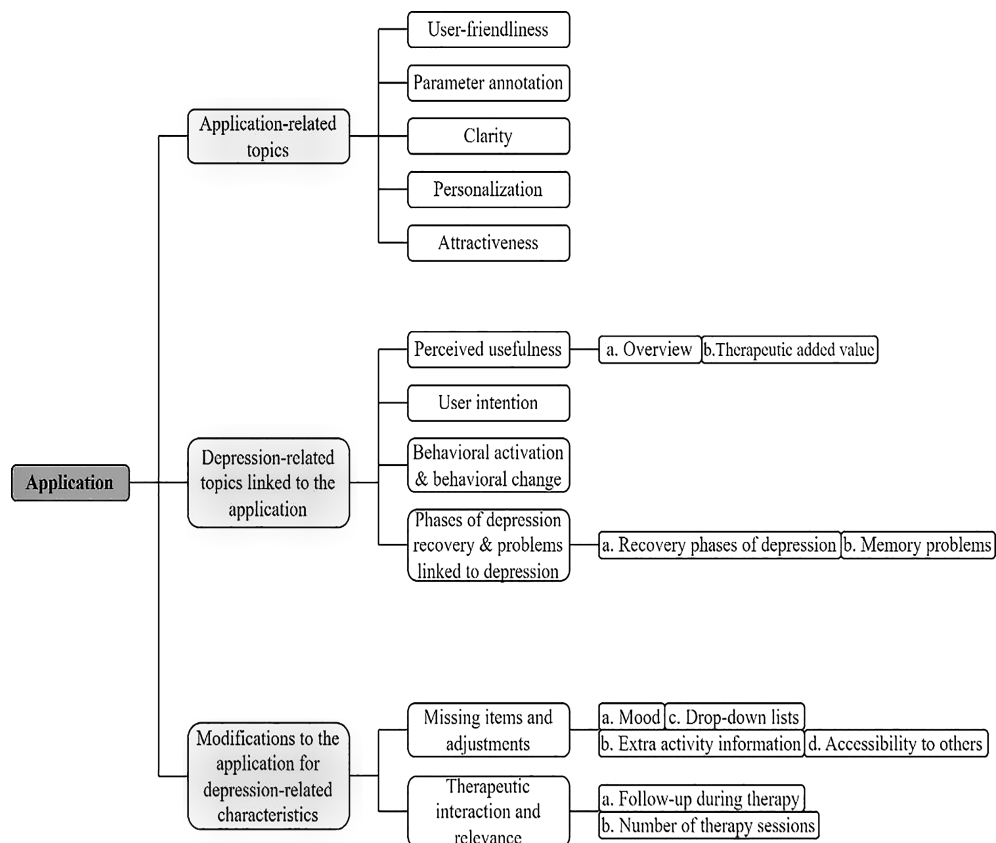 User-friendliness
Parameter annotation
Application-related
topics
Clarity
Personalization
Attractiveness
Perceived usefulness
a. Overview
b.Therapeutic added value
User intention
Application
Depression-related
topics linked to the
application
Behavioral activation
& behavioral change
Phases of depression
recovery & problems
linked to depression
a. Recovery phases of depression
b. Memory problems
Modifications to the
application for
depression-related
characteristics
Missing items and
adjustments
a. Mood
c. Drop-down lists
b. Extra activity information
d. Accessibility to others
Therapeutic
interaction and
relevance
a. Follow-up during therapy
b. Number of therapy sessions